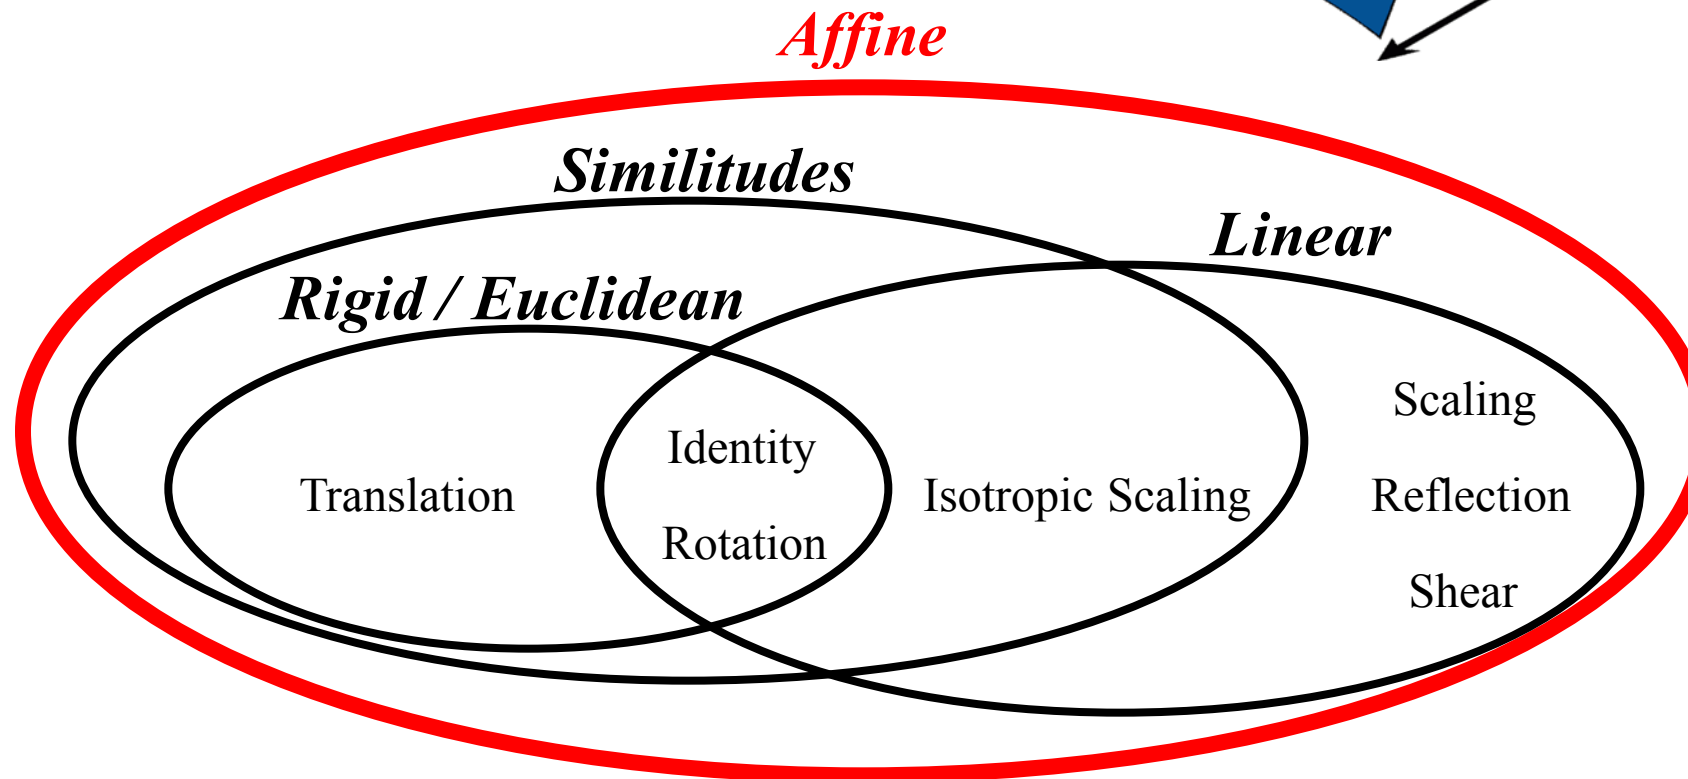 Affine
Similitudes
Linear
Rigid / Euclidean
Scaling
Identity
Translation
Isotropic Scaling
Reflection
Rotation
Shear